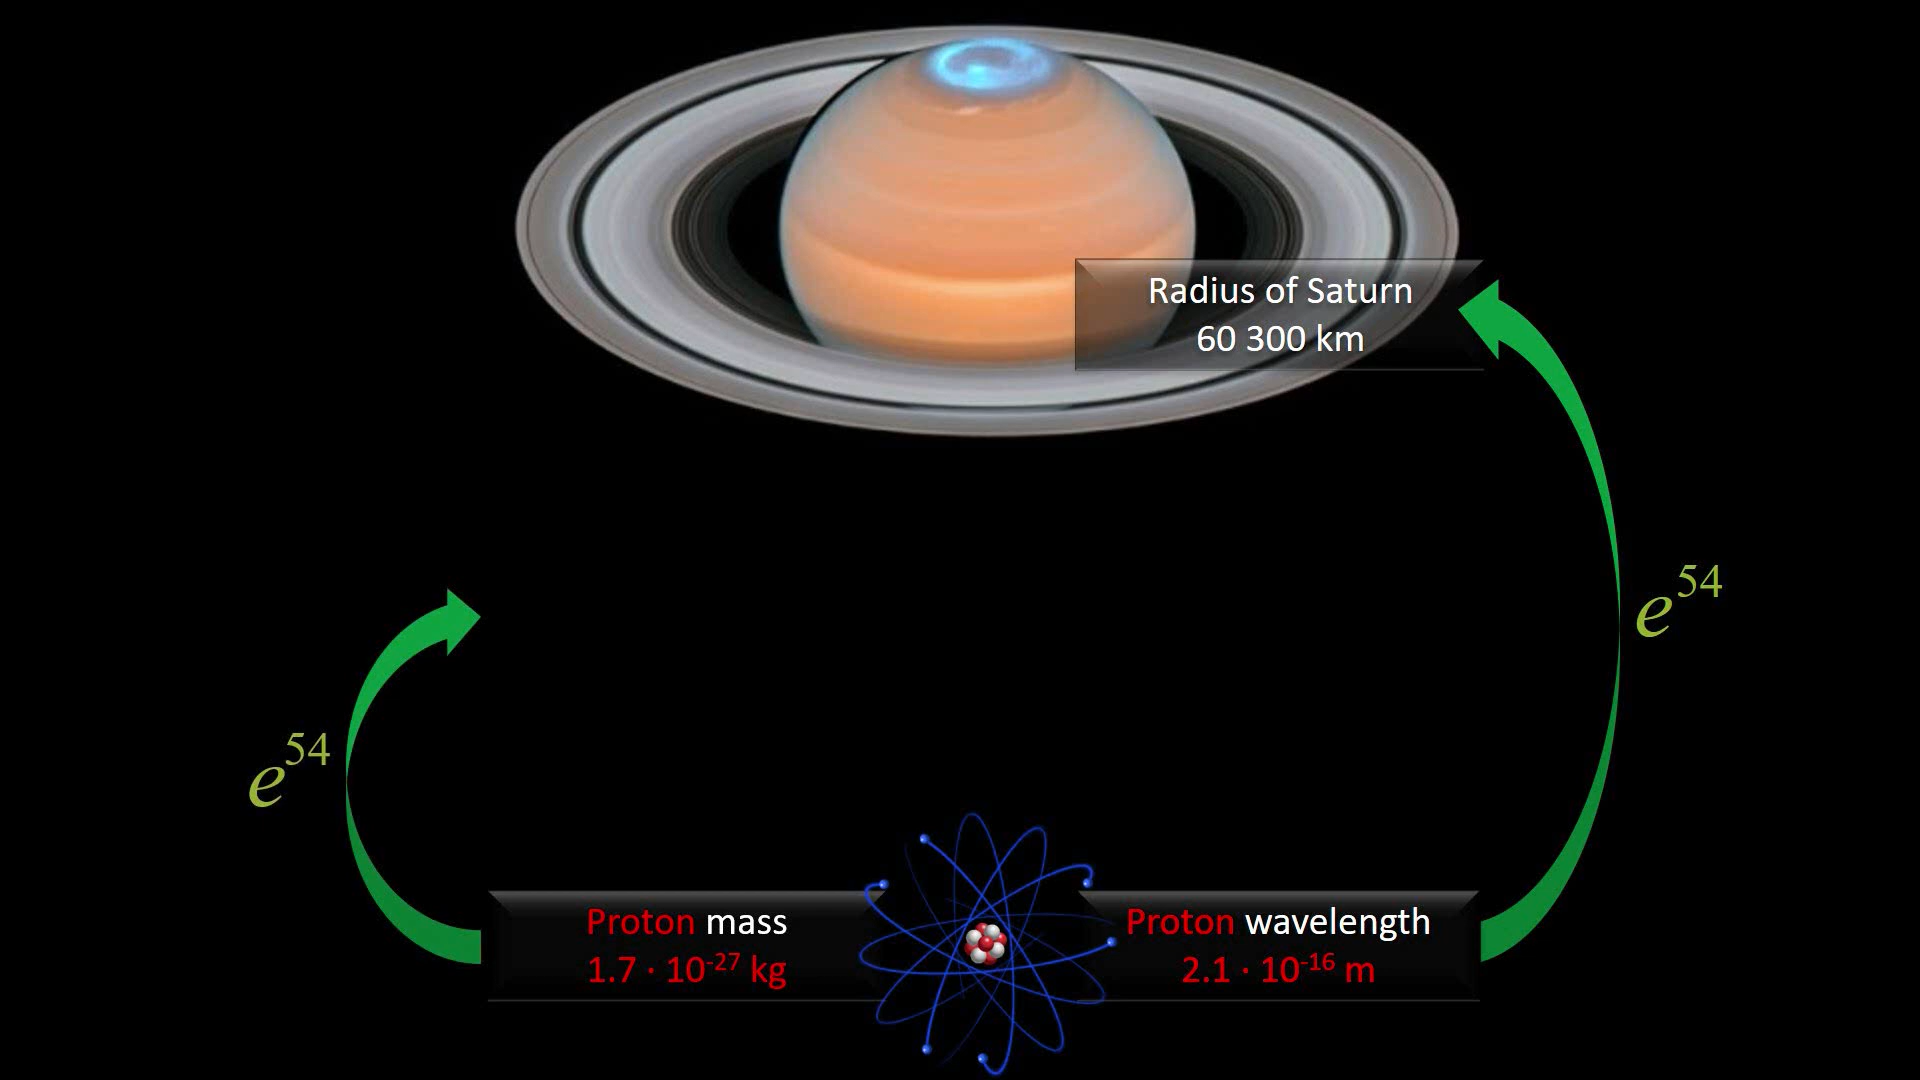 Radius of Saturn
60 300 km
e⁵⁴
e⁵⁴
Proton mass
1.7 · 10⁻²⁷ kg
Proton wavelength
2.1 · 10⁻¹⁶ m